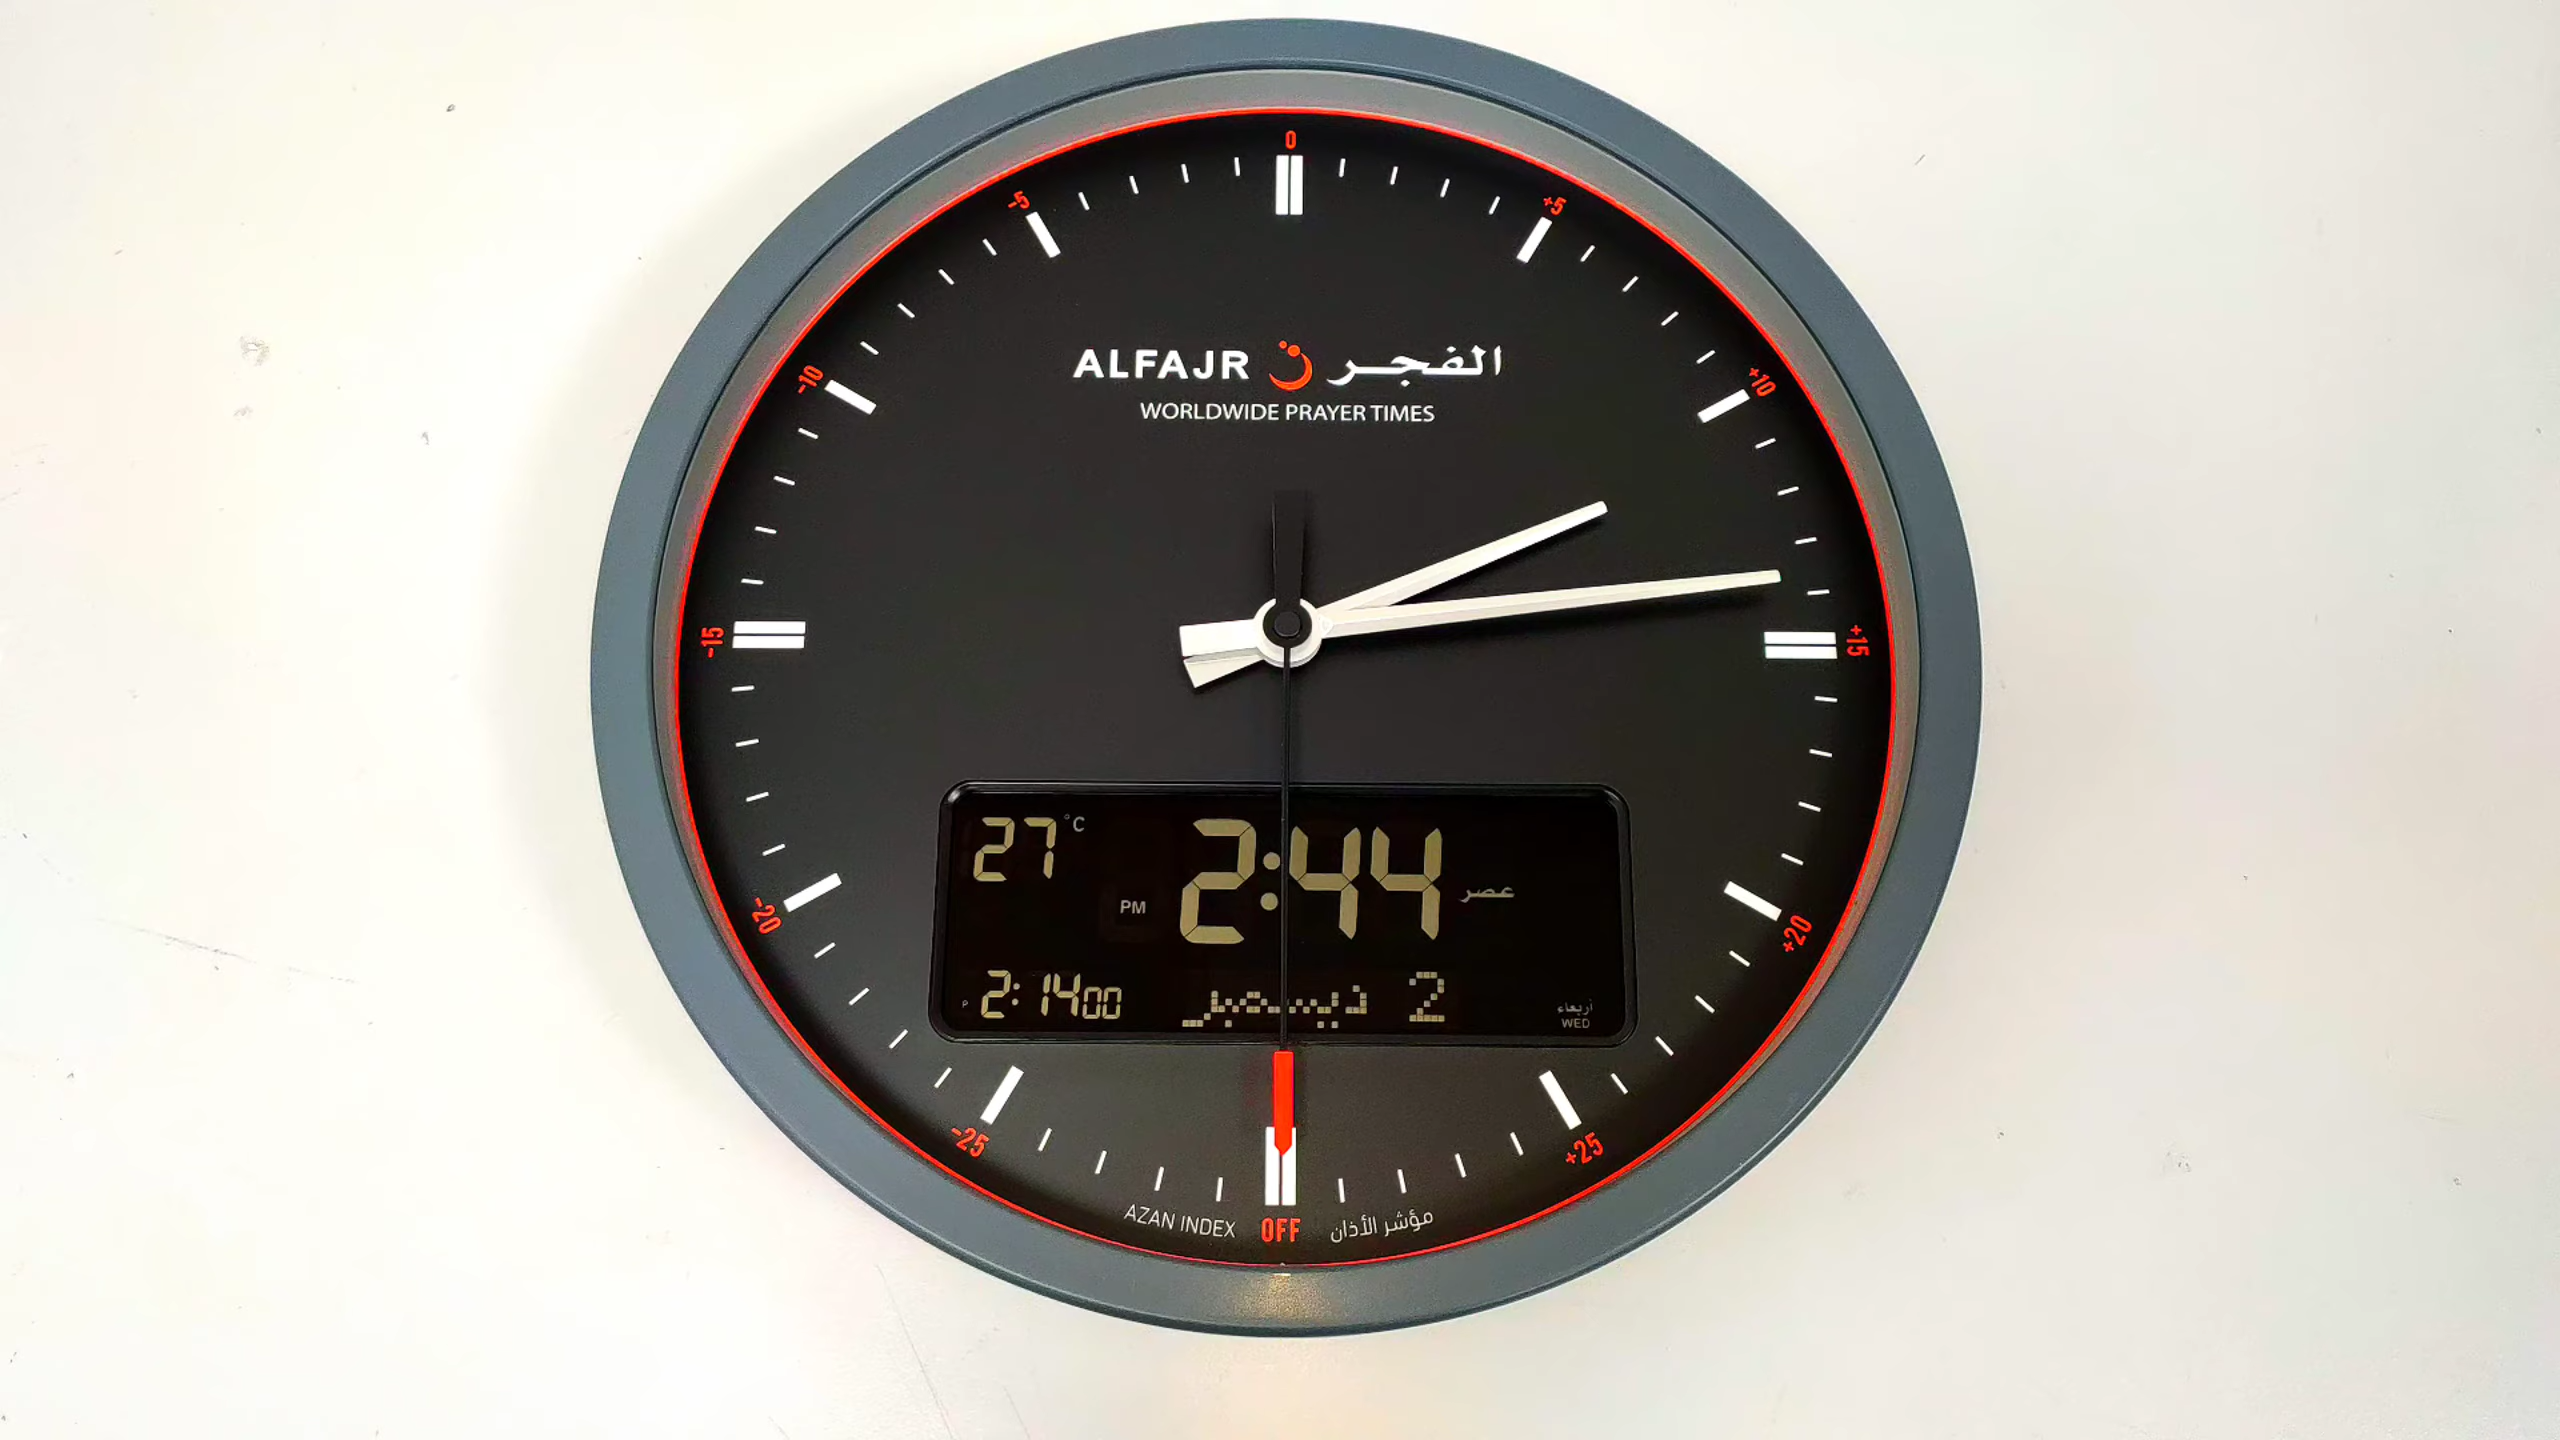 0
-5 +5
-10 +10
ALFAJR الفجر
WORLDWIDE PRAYER TIMES
-15 +15
27 °C
PM 2:44 عصر
-20 +20
م 2:14 00 2 ديسمبر
أربعاء
WED
-25 +25
AZAN INDEX OFF مؤشر الأذان